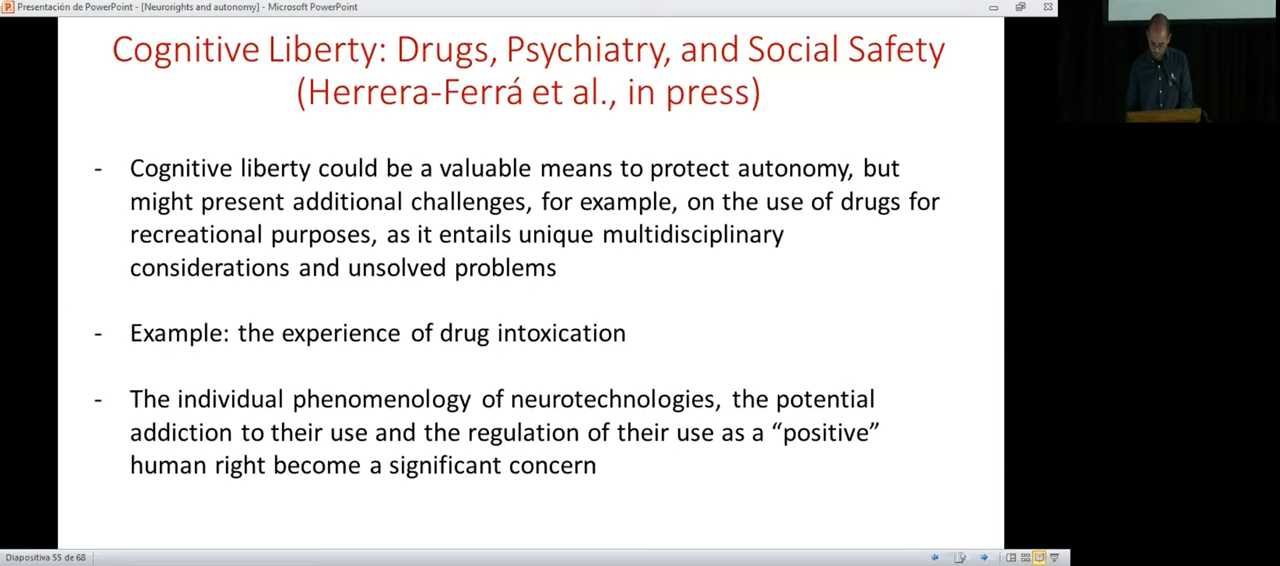 Presentación de PowerPoint - [Neurorights and autonomy] - Microsoft PowerPoint
Cognitive Liberty: Drugs, Psychiatry, and Social Safety
(Herrera-Ferrá et al., in press)
- Cognitive liberty could be a valuable means to protect autonomy, but
might present additional challenges, for example, on the use of drugs for
recreational purposes, as it entails unique multidisciplinary
considerations and unsolved problems
- Example: the experience of drug intoxication
- The individual phenomenology of neurotechnologies, the potential
addiction to their use and the regulation of their use as a “positive”
human right become a significant concern
Diapositiva 55 de 68